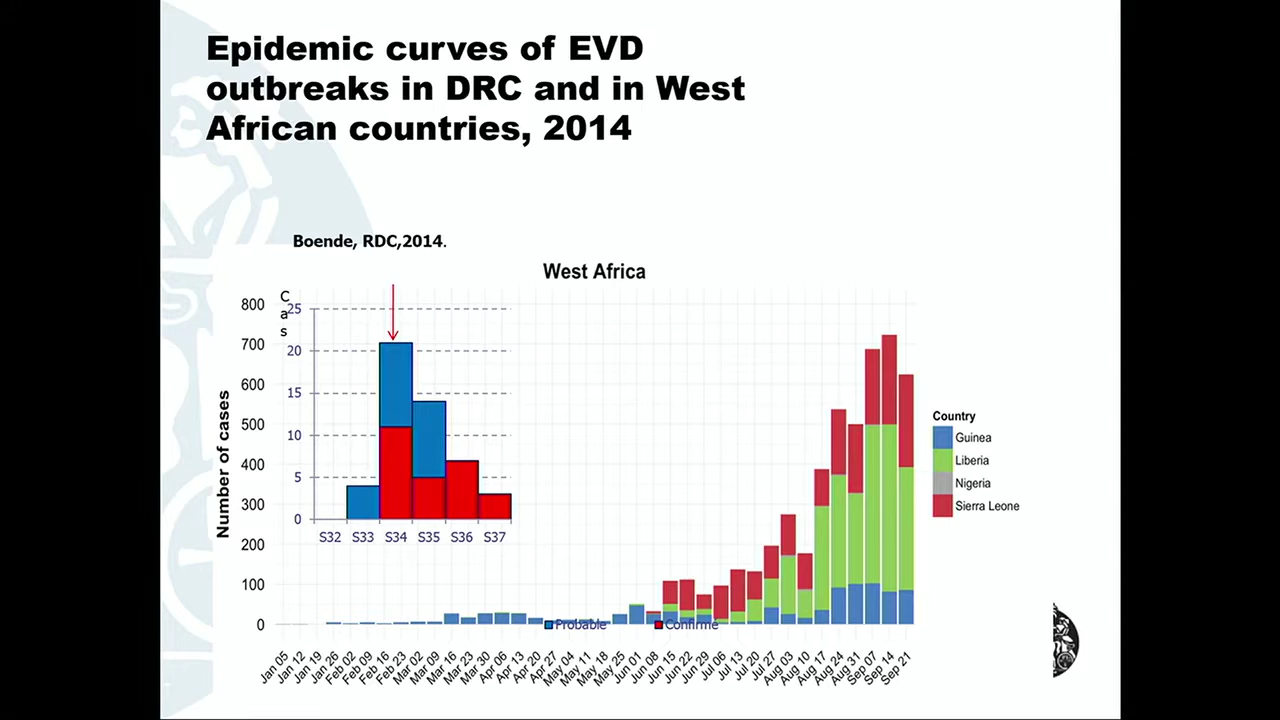 Epidemic curves of EVD
outbreaks in DRC and in West
African countries, 2014
Boende, RDC,2014.
West Africa
Number of cases
800
700
600
500
400
300
200
100
0
Cas
25
20
15
10
5
0
S32 S33 S34 S35 S36 S37
Probable Confirme
Country
Guinea
Liberia
Nigeria
Sierra Leone
Jan 05 Jan 12 Jan 19 Jan 26 Feb 02 Feb 09 Feb 16 Feb 23 Mar 02 Mar 09 Mar 16 Mar 23 Mar 30 Apr 06 Apr 13 Apr 20 Apr 27 May 04 May 11 May 18 May 25 Jun 01 Jun 08 Jun 15 Jun 22 Jun 29 Jul 06 Jul 13 Jul 20 Jul 27 Aug 03 Aug 10 Aug 17 Aug 24 Aug 31 Sep 07 Sep 14 Sep 21